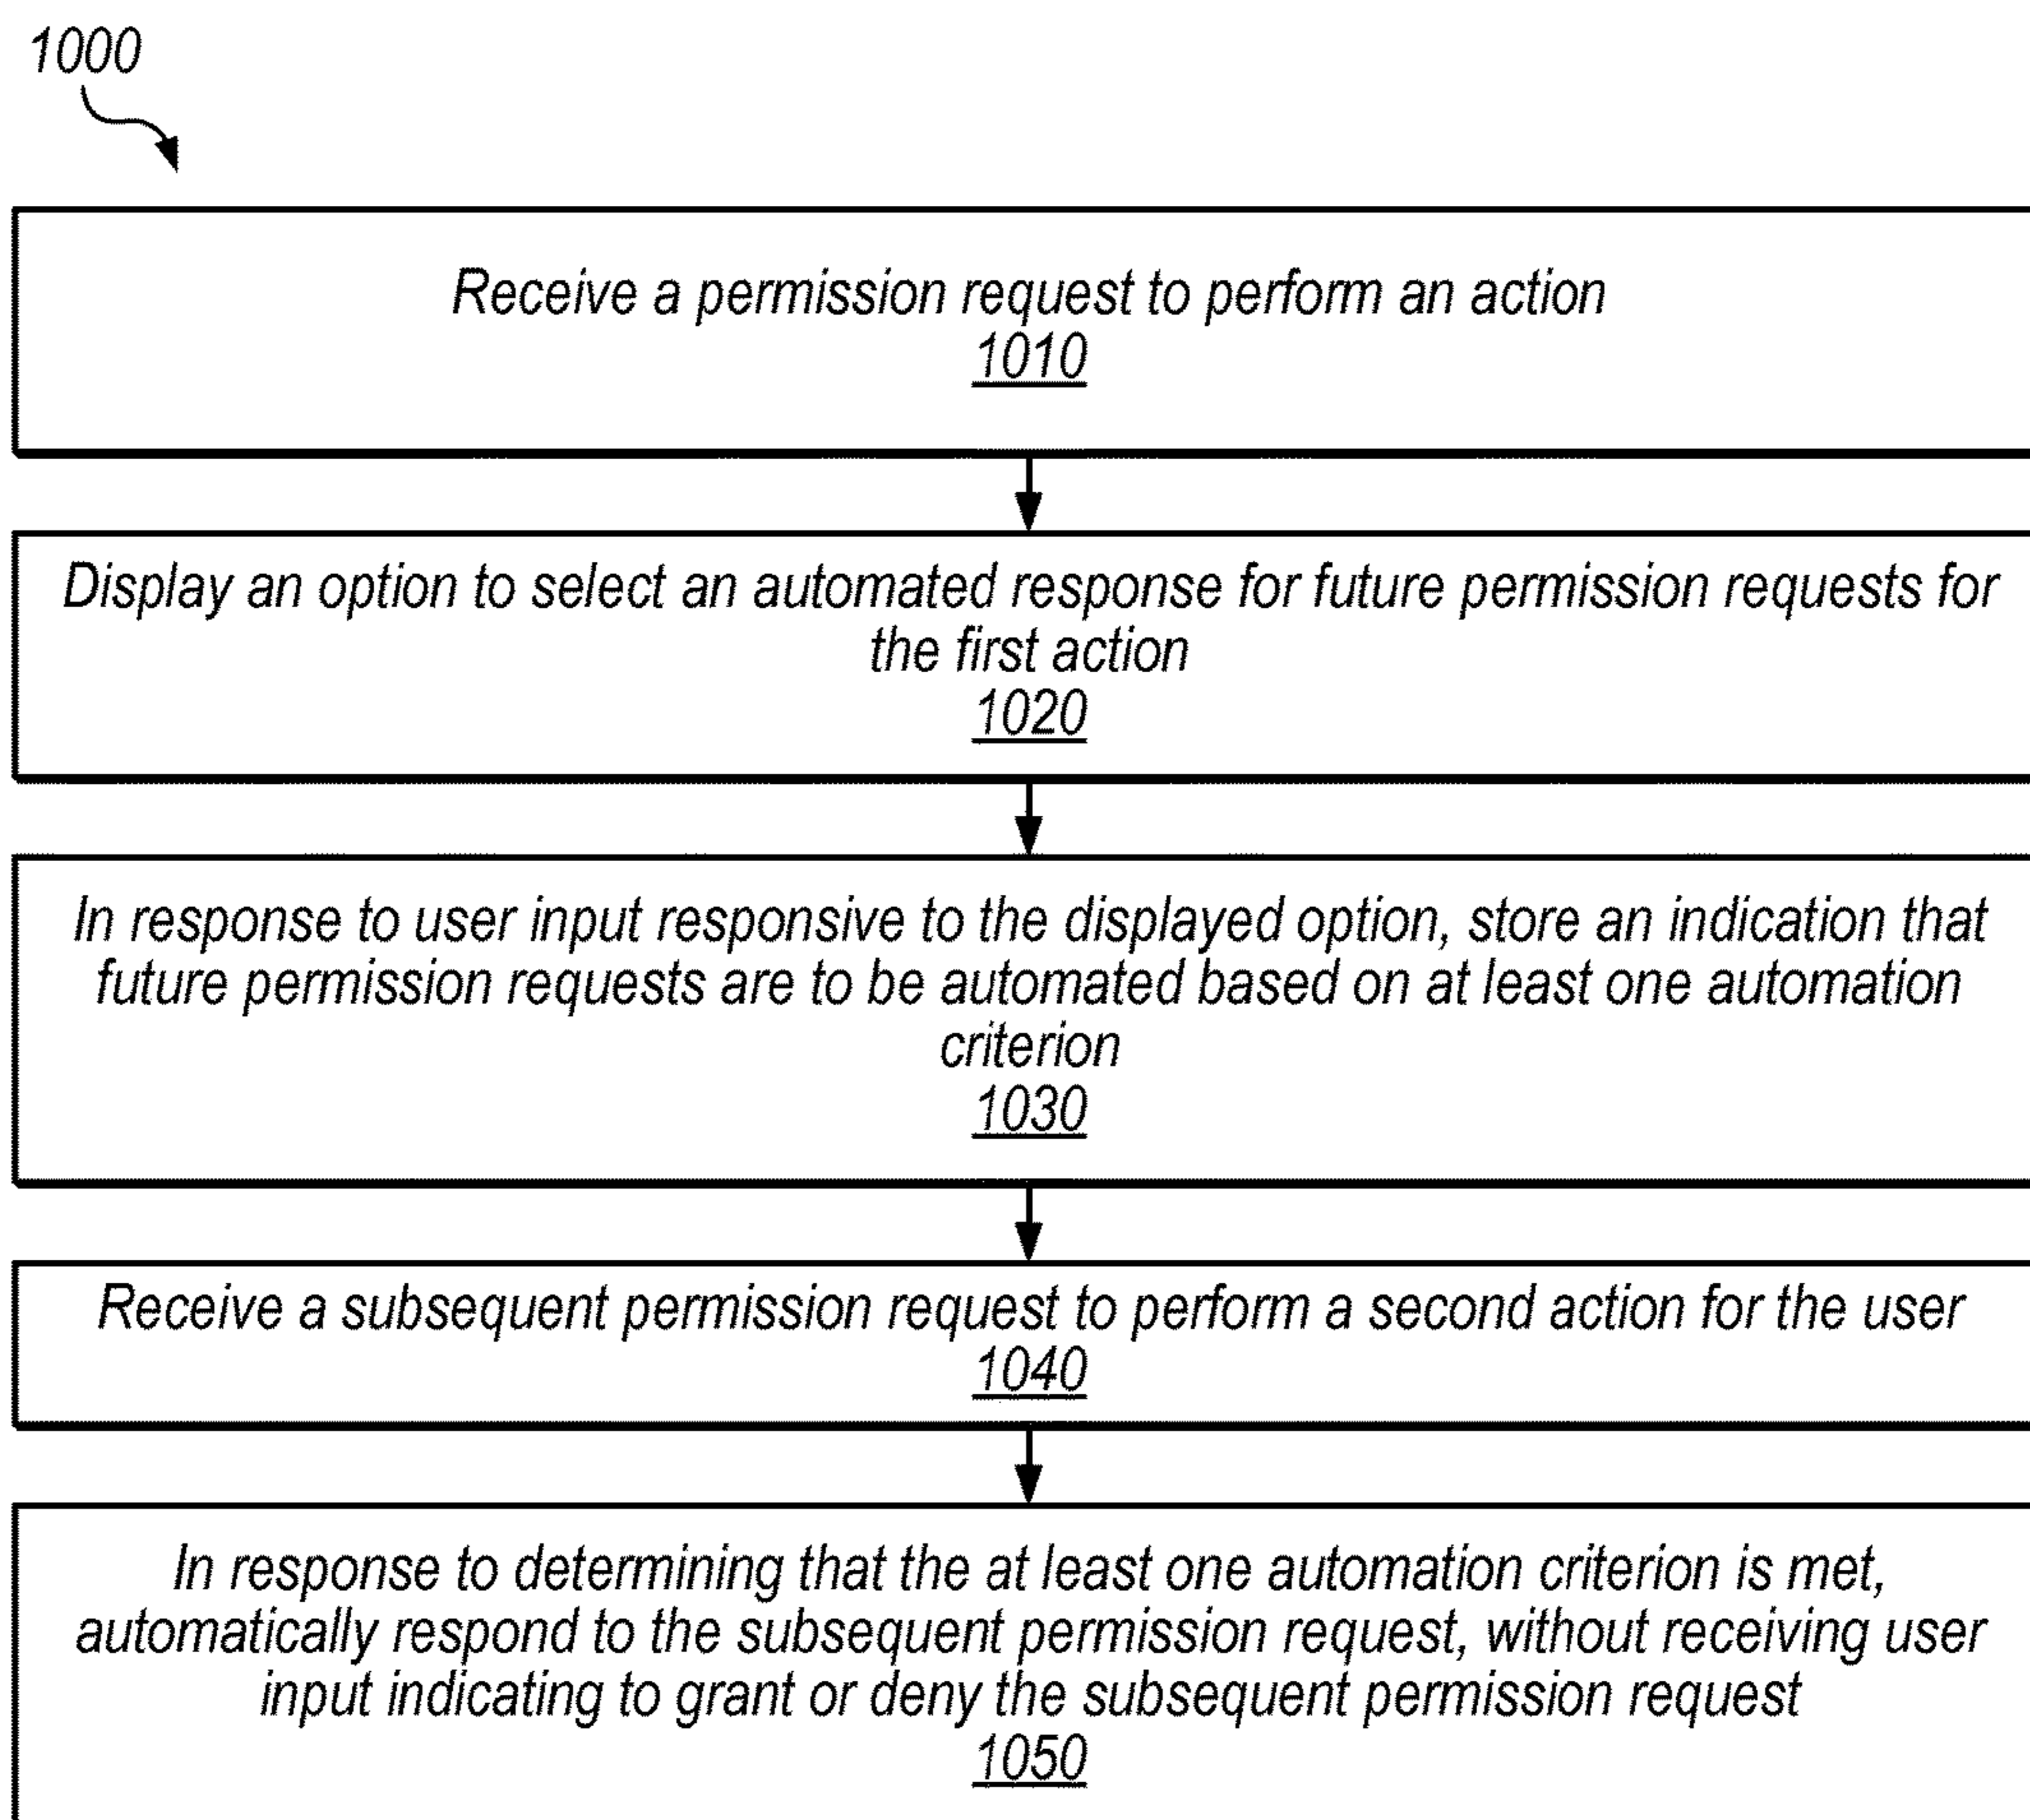 1000
Receive a permission request to perform an action
1010
Display an option to select an automated response for future permission requests for
the first action
1020
In response to user input responsive to the displayed option, store an indication that
future permission requests are to be automated based on at least one automation
criterion
1030
Receive a subsequent permission request to perform a second action for the user
1040
In response to determining that the at least one automation criterion is met,
automatically respond to the subsequent permission request, without receiving user
input indicating to grant or deny the subsequent permission request
1050